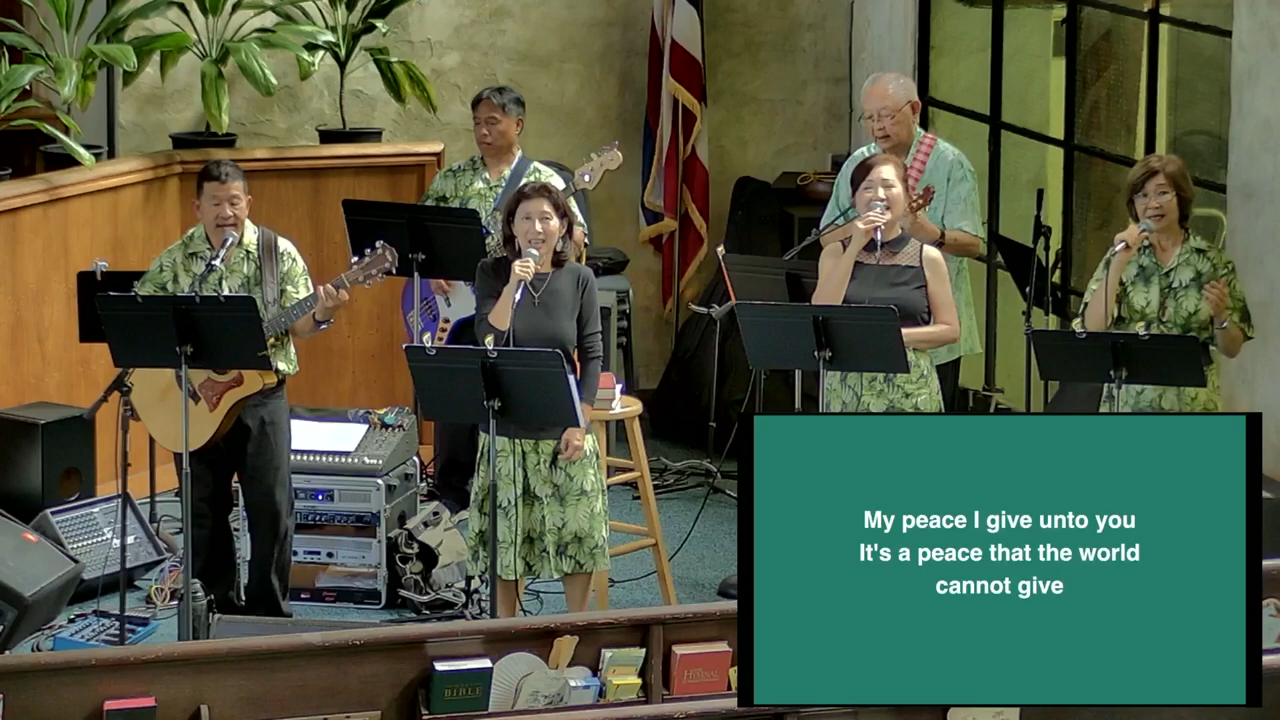 My peace I give unto you
It's a peace that the world
cannot give
BIBLE
HYMNAL